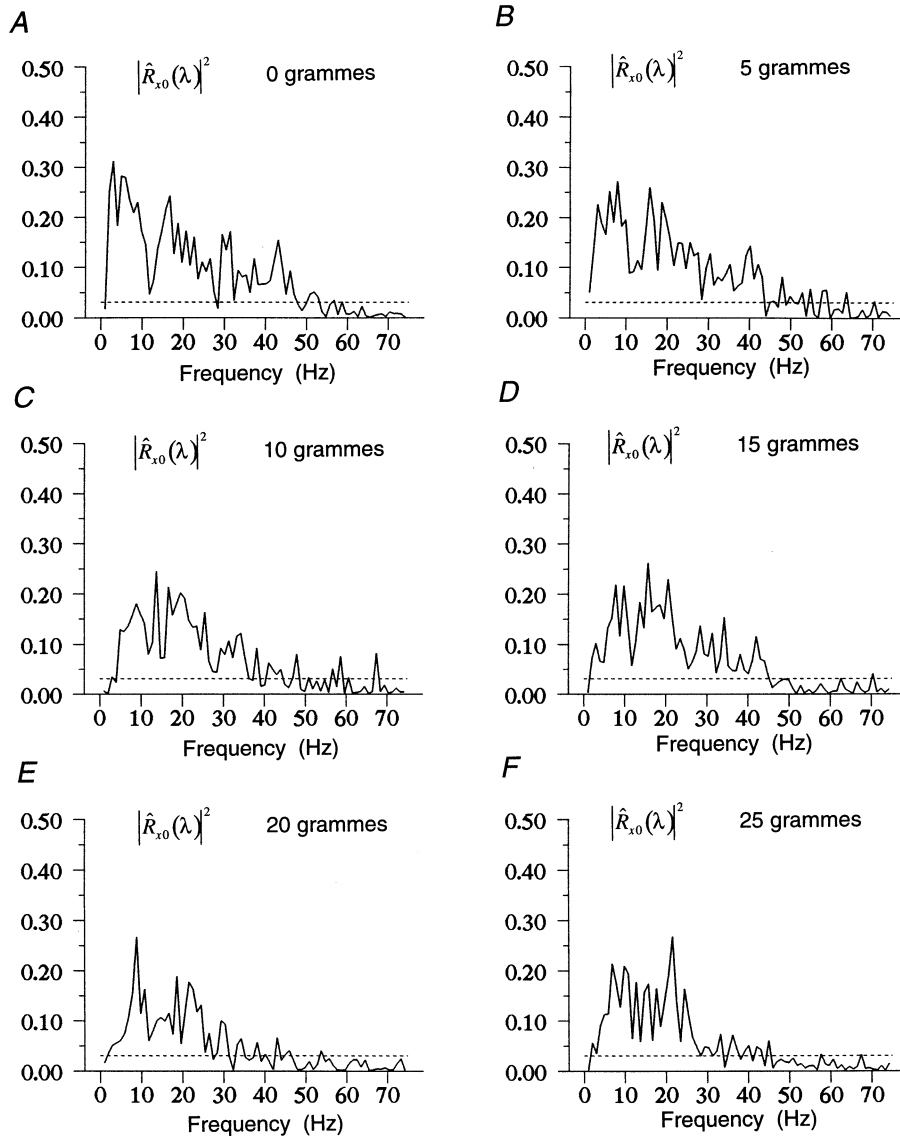 A
|R̂x0(λ)|² 0 grammes
0.50
0.40
0.30
0.20
0.10
0.00
0 10 20 30 40 50 60 70
Frequency (Hz)
B
|R̂x0(λ)|² 5 grammes
0.50
0.40
0.30
0.20
0.10
0.00
0 10 20 30 40 50 60 70
Frequency (Hz)
C
|R̂x0(λ)|² 10 grammes
0.50
0.40
0.30
0.20
0.10
0.00
0 10 20 30 40 50 60 70
Frequency (Hz)
D
|R̂x0(λ)|² 15 grammes
0.50
0.40
0.30
0.20
0.10
0.00
0 10 20 30 40 50 60 70
Frequency (Hz)
E
|R̂x0(λ)|² 20 grammes
0.50
0.40
0.30
0.20
0.10
0.00
0 10 20 30 40 50 60 70
Frequency (Hz)
F
|R̂x0(λ)|² 25 grammes
0.50
0.40
0.30
0.20
0.10
0.00
0 10 20 30 40 50 60 70
Frequency (Hz)